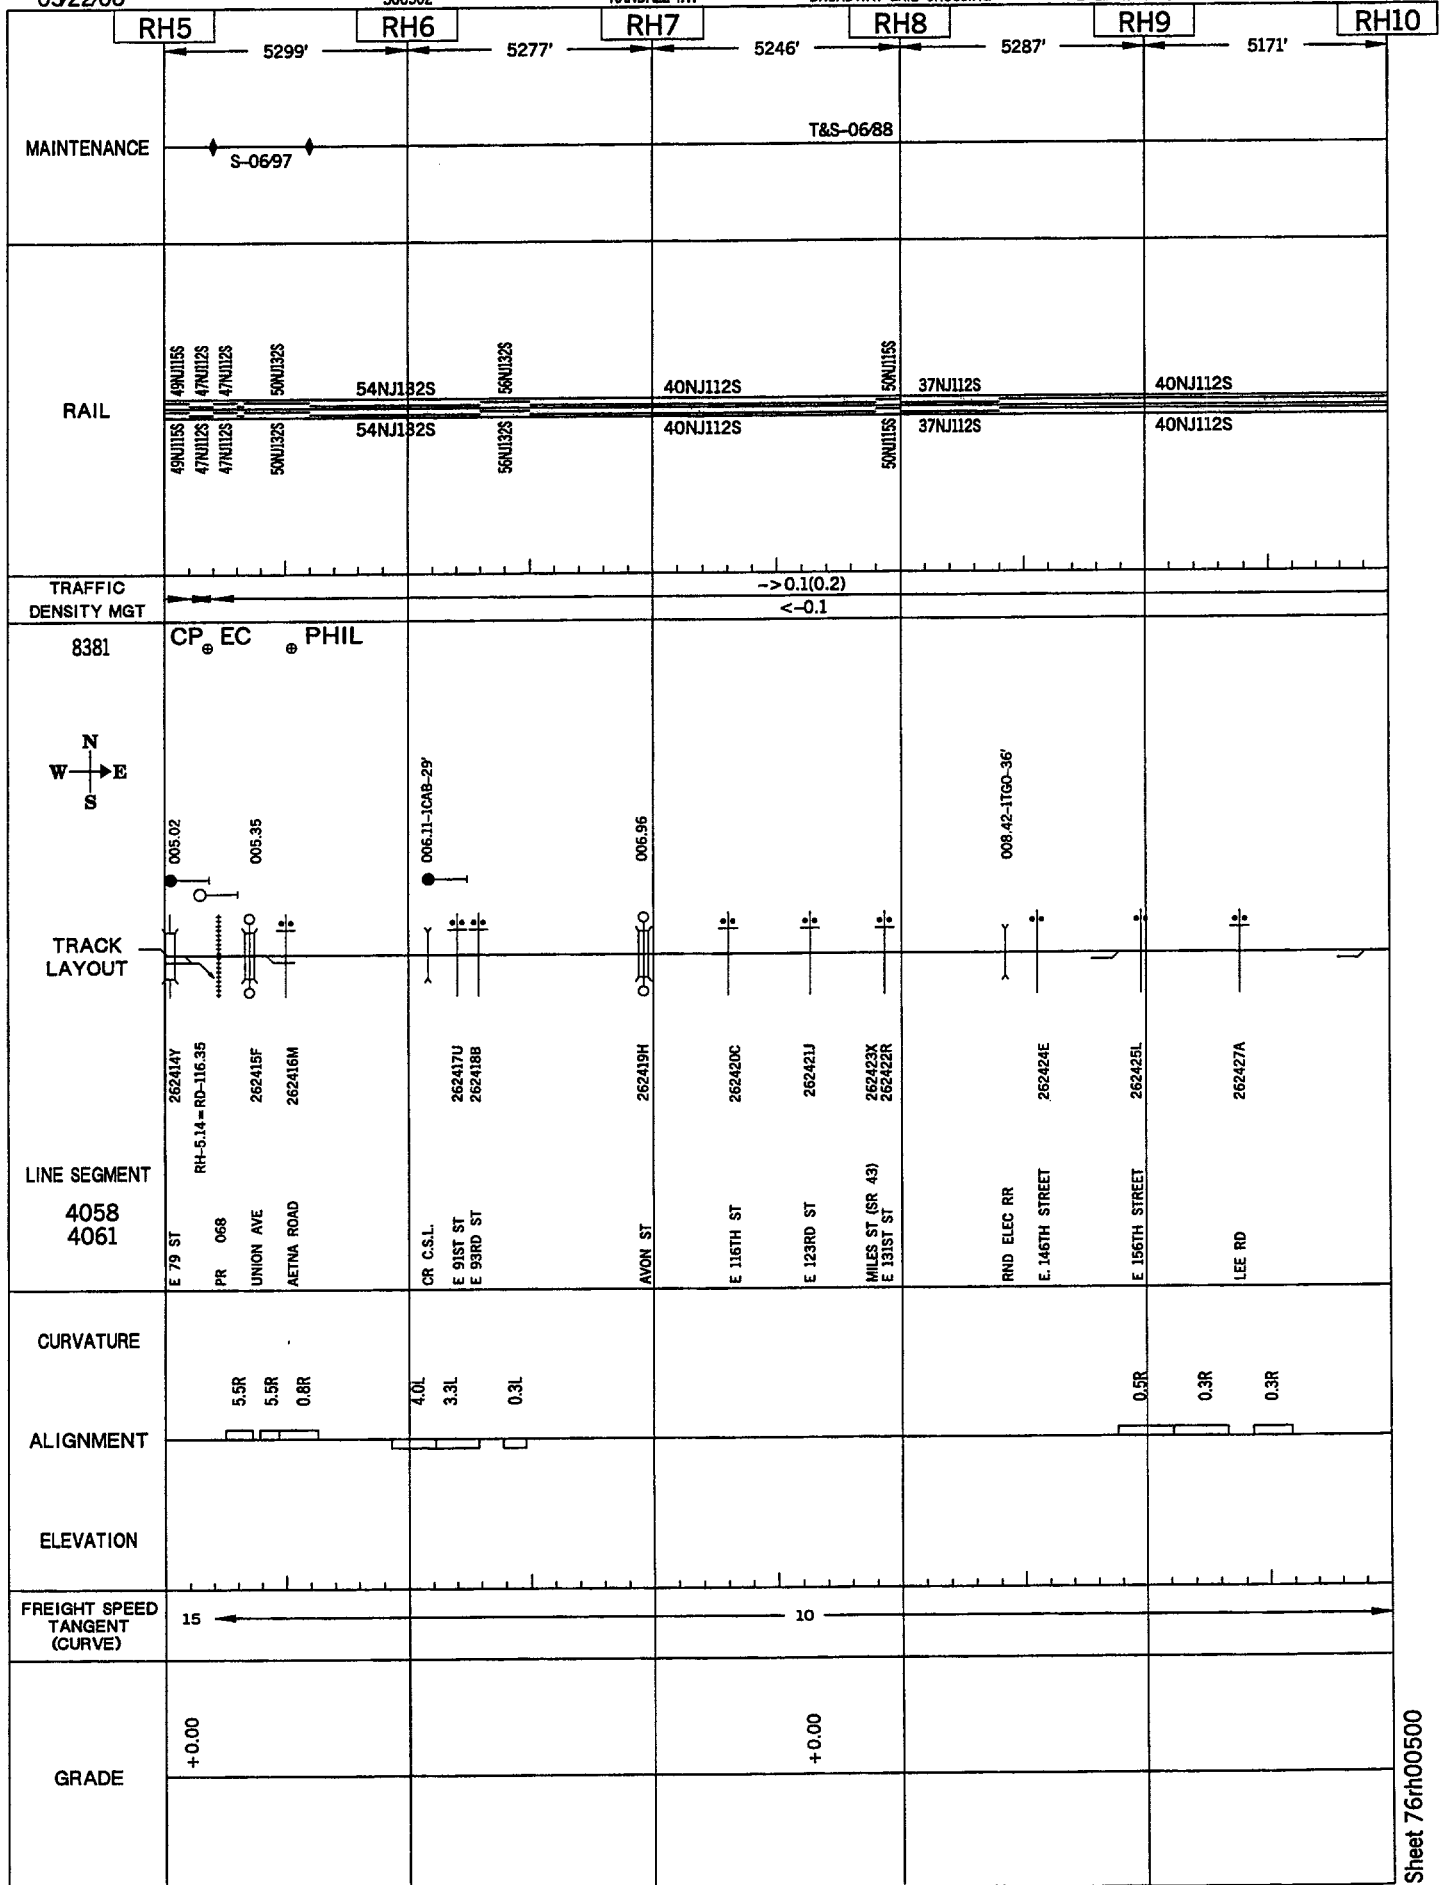 RH5 RH6 RH7 RH8 RH9 RH10
5299' 5277' 5246' 5287' 5171'
MAINTENANCE
T&S-06/88
S-06/97
RAIL
49NJ115S 47NJ112S 47NJ112S 50NJ132S 56NJ132S 50NJ115S
54NJ132S 40NJ112S 37NJ112S 40NJ112S
54NJ132S 40NJ112S 37NJ112S 40NJ112S
49NJ115S 47NJ112S 47NJ112S 50NJ132S 56NJ132S 50NJ115S
TRAFFIC
DENSITY MGT
->0.1(0.2)
<-0.1
8381
CP EC PHIL
N
W E
S
005.02
005.35
006.11-1CAB-29'
006.96
008.42-1TGO-36'
TRACK
LAYOUT
262414Y
RH-5.14=RD-116.35
262415F
262416M
262417U
262418B
262419H
262420C
262421J
262423X
262422R
262424E
262425L
262427A
LINE SEGMENT
4058
4061
E 79 ST
PR 068
UNION AVE
AETNA ROAD
CR C.S.L.
E 91ST ST
E 93RD ST
AVON ST
E 116TH ST
E 123RD ST
MILES ST (SR 43)
E 131ST ST
RND ELEC RR
E. 146TH STREET
E 156TH STREET
LEE RD
CURVATURE
5.5R 5.5R 0.8R 4.0L 3.3L 0.3L 0.5R 0.3R 0.3R
ALIGNMENT
ELEVATION
FREIGHT SPEED
TANGENT
(CURVE)
15 10
+0.00 +0.00
GRADE
Sheet 76rh00500